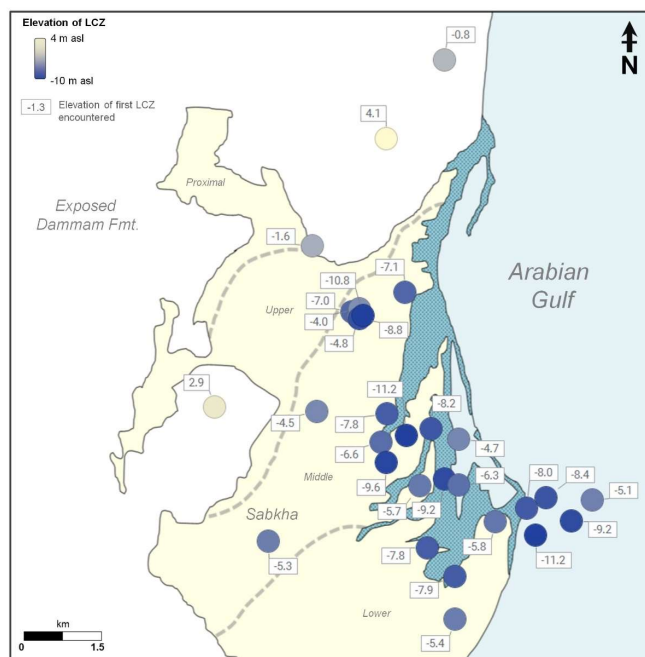 Elevation of LCZ
4 m asl
-10 m asl
-1.3
Elevation of first LCZ
encountered
N
-0.8
4.1
Proximal
Exposed
Dammam Fmt.
-1.6
-7.1
Arabian
Gulf
-10.8
-7.0
Upper
-4.0
-8.8
-4.8
2.9
-11.2
-8.2
-4.5
-7.8
-4.7
-6.6
Middle
-9.6
-6.3
-8.0
-8.4
-5.1
-5.7
-9.2
Sabkha
-5.8
-9.2
-7.8
-11.2
-5.3
-7.9
Lower
-5.4
km
0
1.5